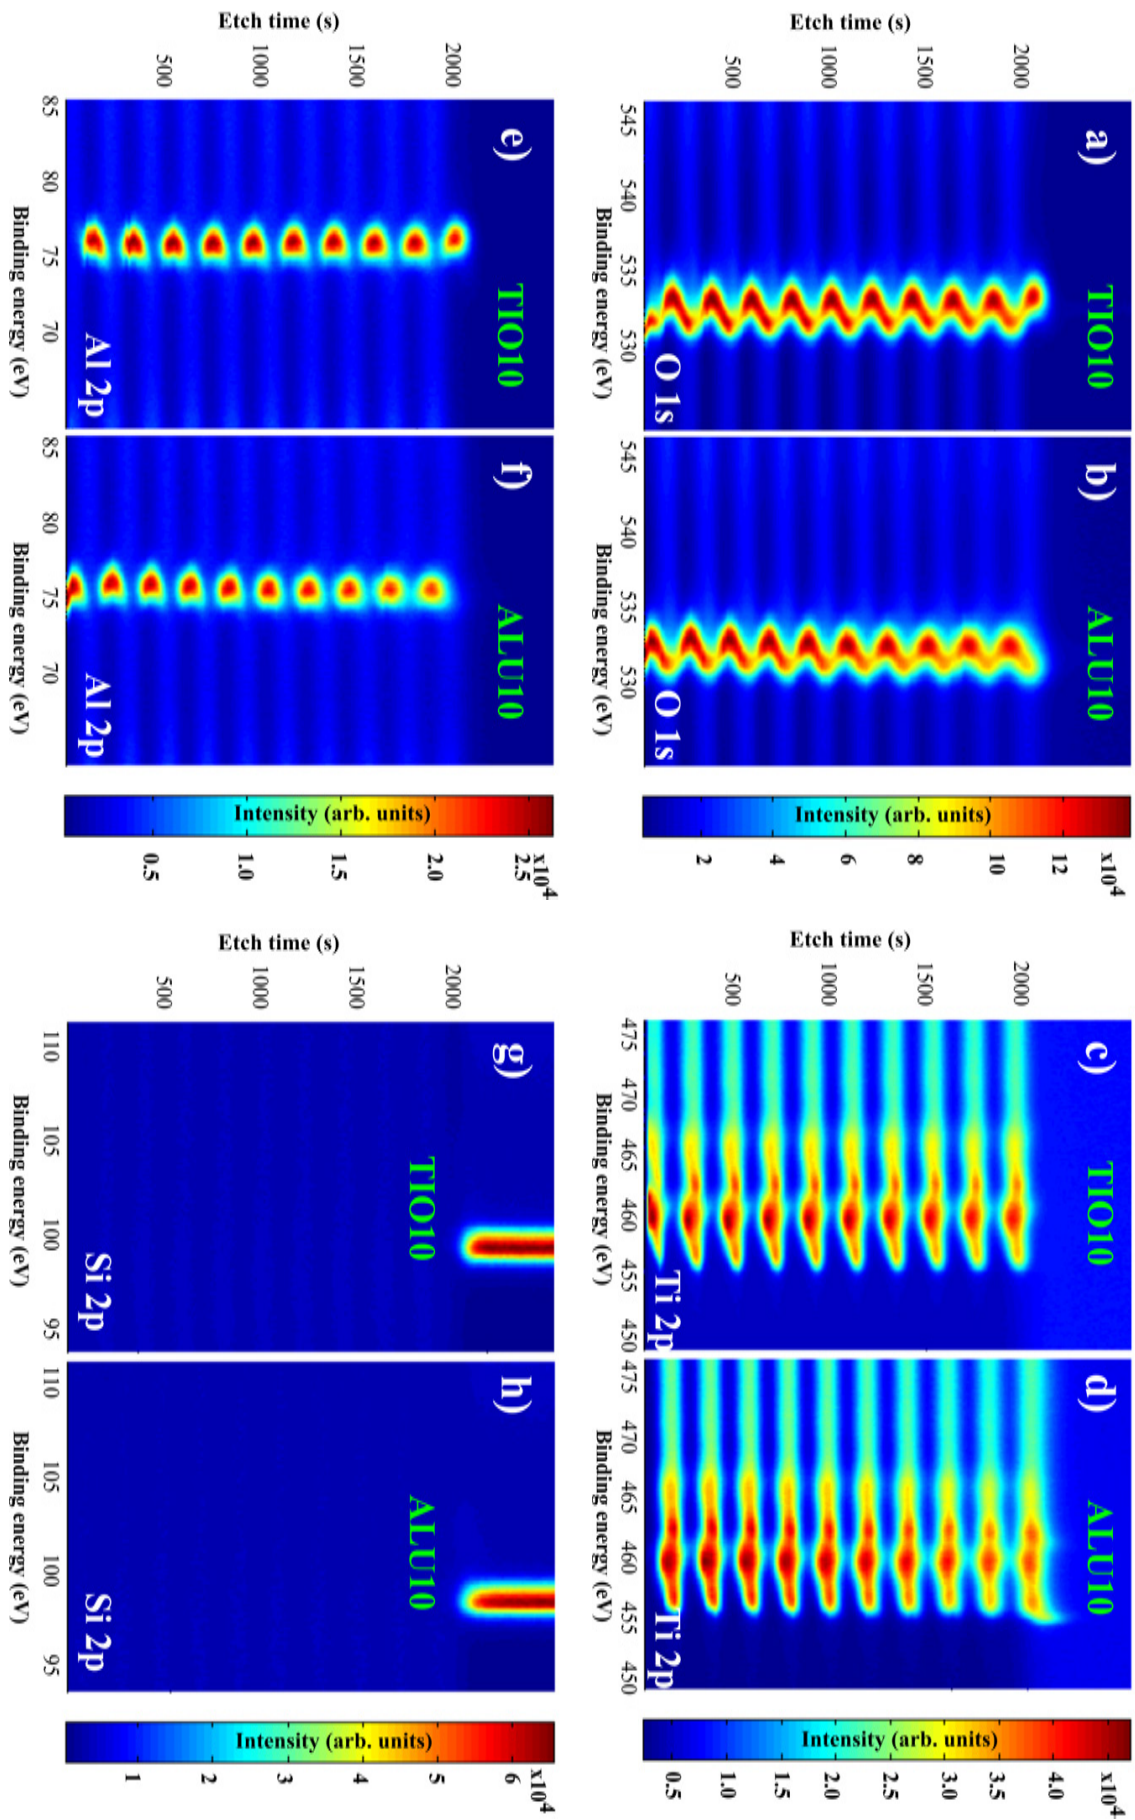 Etch time (s)
2000
1500
1000
500
a)
TIO10
O 1s
545 540 535 530
Binding energy (eV)
b)
ALU10
O 1s
545 540 535 530
Binding energy (eV)
x10⁴
12
10
8
6
4
2
Intensity (arb. units)
Etch time (s)
2000
1500
1000
500
c)
TIO10
Ti 2p
475 470 465 460 455 450
Binding energy (eV)
d)
ALU10
Ti 2p
475 470 465 460 455 450
Binding energy (eV)
x10⁴
4.0
3.5
3.0
2.5
2.0
1.5
1.0
0.5
Intensity (arb. units)
Etch time (s)
2000
1500
1000
500
e)
TIO10
Al 2p
85 80 75 70
Binding energy (eV)
f)
ALU10
Al 2p
85 80 75 70
Binding energy (eV)
x10⁴
2.5
2.0
1.5
1.0
0.5
Intensity (arb. units)
Etch time (s)
2000
1500
1000
500
g)
TIO10
Si 2p
110 105 100 95
Binding energy (eV)
h)
ALU10
Si 2p
110 105 100 95
Binding energy (eV)
x10⁴
6
5
4
3
2
1
Intensity (arb. units)